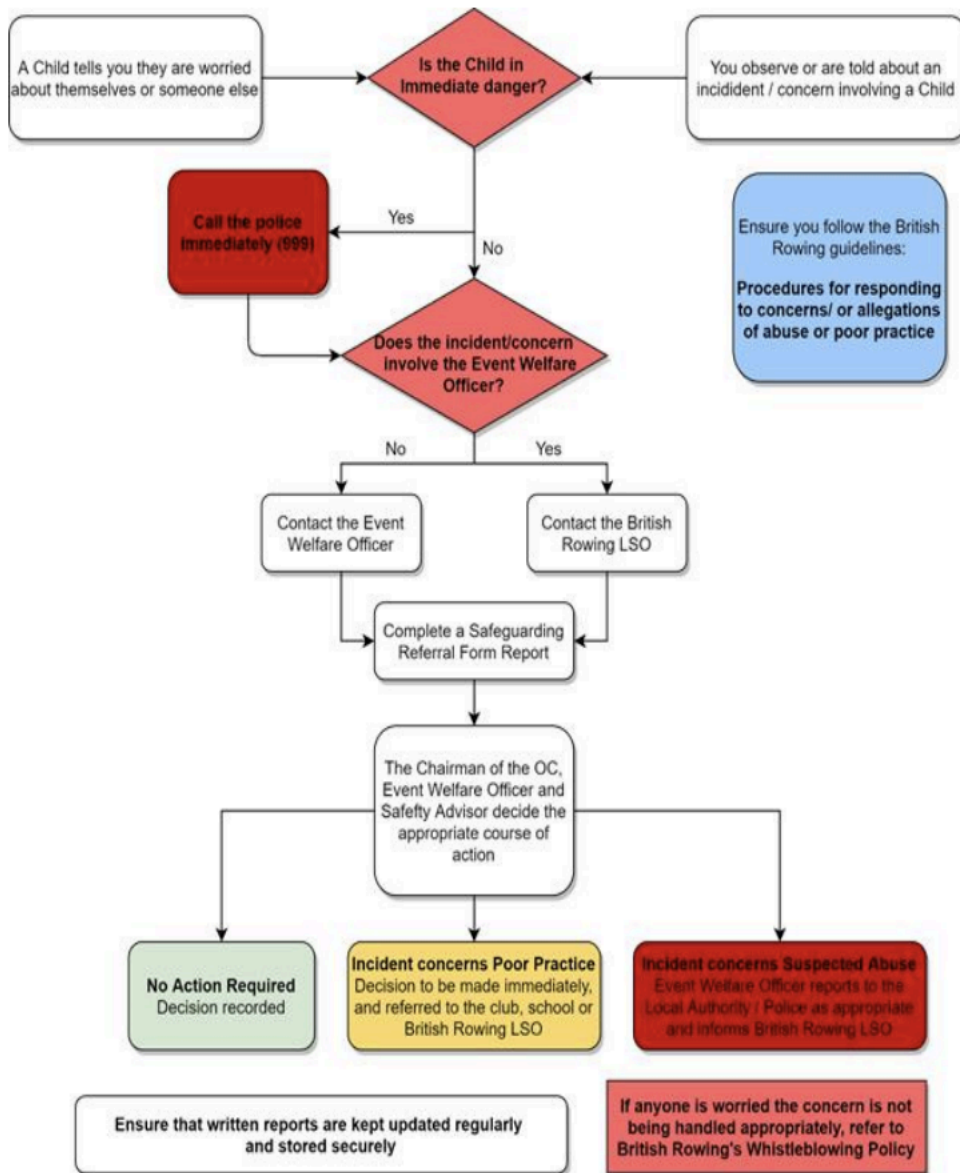 A Child tells you they are worried
about themselves or someone else
Is the Child in
Immediate danger?
You observe or are told about an
incidident / concern involving a Child
Call the police
immediately (999)
Yes
No
Ensure you follow the British
Rowing guidelines:
Procedures for responding
to concerns/ or allegations
of abuse or poor practice
Does the incident/concern
involve the Event Welfare
Officer?
No
Yes
Contact the Event
Welfare Officer
Contact the British
Rowing LSO
Complete a Safeguarding
Referral Form Report
The Chairman of the OC,
Event Welfare Officer and
Safefty Advisor decide the
appropriate course of
action
No Action Required
Decision recorded
Incident concerns Poor Practice
Decision to be made immediately,
and referred to the club, school or
British Rowing LSO
Incident concerns Suspected Abuse
Event Welfare Officer reports to the
Local Authority / Police as appropriate
and informs British Rowing LSO
Ensure that written reports are kept updated regularly
and stored securely
If anyone is worried the concern is not
being handled appropriately, refer to
British Rowing's Whistleblowing Policy